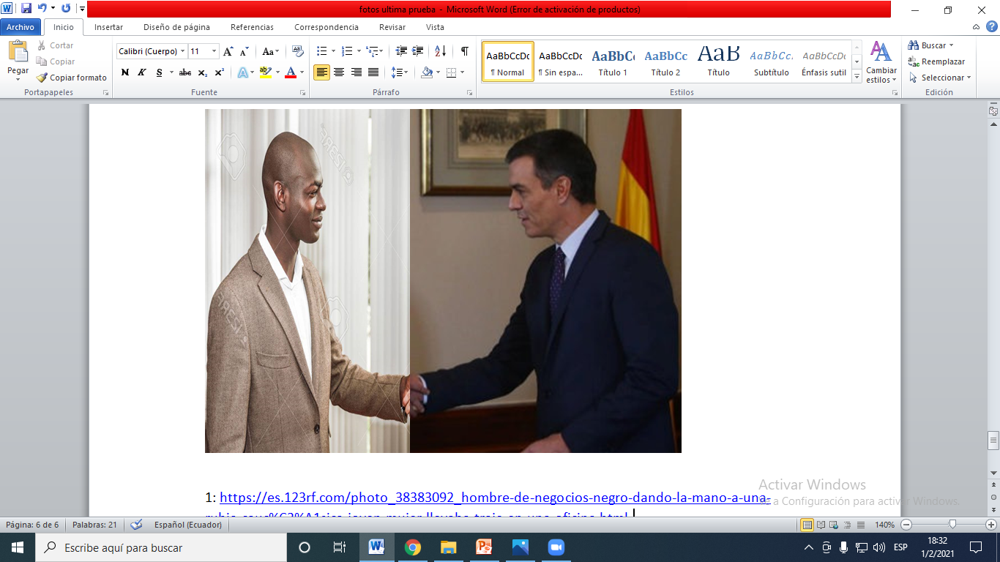 fotos ultima prueba - Microsoft Word (Error de activación de productos)
Archivo Inicio Insertar Diseño de página Referencias Correspondencia Revisar Vista
Pegar
Cortar
Copiar
Copiar formato
Portapapeles
Calibri (Cuerpo) 11
N K S abc x₂ x²
Fuente
Párrafo
AaBbCcDc
¶ Normal
AaBbCcDc
¶ Sin espa...
AaBbCc
Título 1
AaBbCc
Título 2
AaB
Título
AaBbCc.
Subtítulo
AaBbCcDc
Énfasis sutil
Cambiar
estilos
Estilos
Buscar
Reemplazar
Seleccionar
Edición
1: https://es.123rf.com/photo_38383092_hombre-de-negocios-negro-dando-la-mano-a-una-
Activar Windows
Ve a Configuración para activar Windows.
Página: 6 de 6 Palabras: 21 Español (Ecuador) 140%
Escribe aquí para buscar
ESP
18:32
1/2/2021